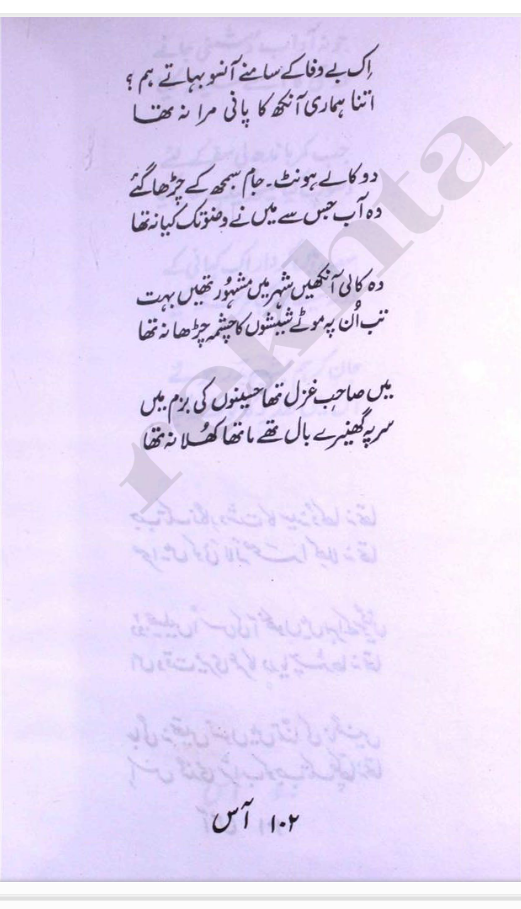 اِک بے وفا کے سامنے آنسو بہاتے ہم؟
اتنا ہماری آنکھ کا پانی مرا نہ تھا
دو کالے ہونٹ۔ جام سمجھ کے چڑھا گئے
وہ آب جس سے میں نے وضو تک کیا نہ تھا
وہ کالی آنکھیں شہر میں مشہُور تھیں بہت
تب اُن پہ موٹے شیشوں کا چشمہ چڑھا نہ تھا
میں صاحبِ غزل تھا حسینوں کی بزم میں
سر پہ گھنیرے بال تھے ماتھا کھُلا نہ تھا
۱۰۲ آس
rekhta